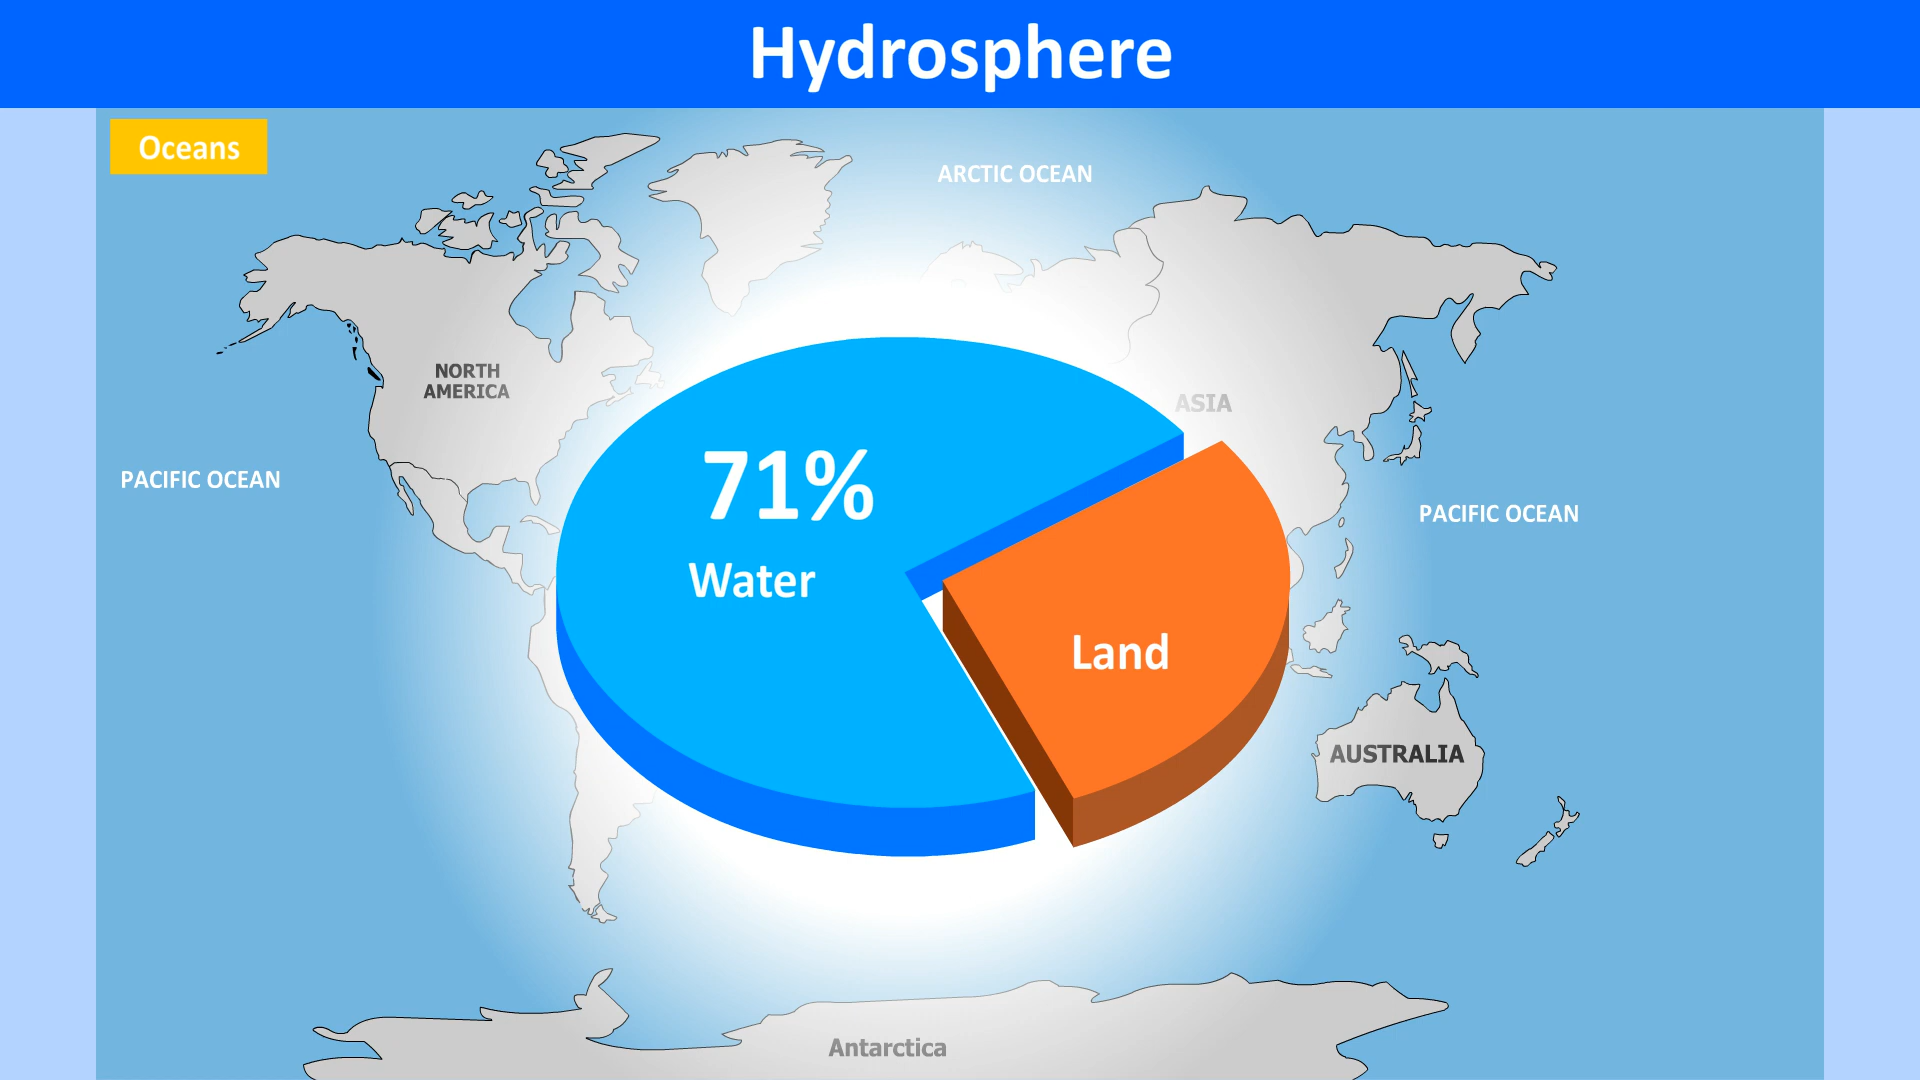 Hydrosphere
Oceans
ARCTIC OCEAN
NORTH
AMERICA
ASIA
PACIFIC OCEAN
71%
Water
PACIFIC OCEAN
Land
AUSTRALIA
Antarctica